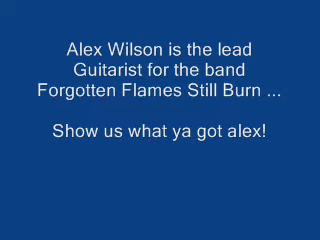 Alex Wilson is the lead
Guitarist for the band
Forgotten Flames Still Burn ...
Show us what ya got alex!